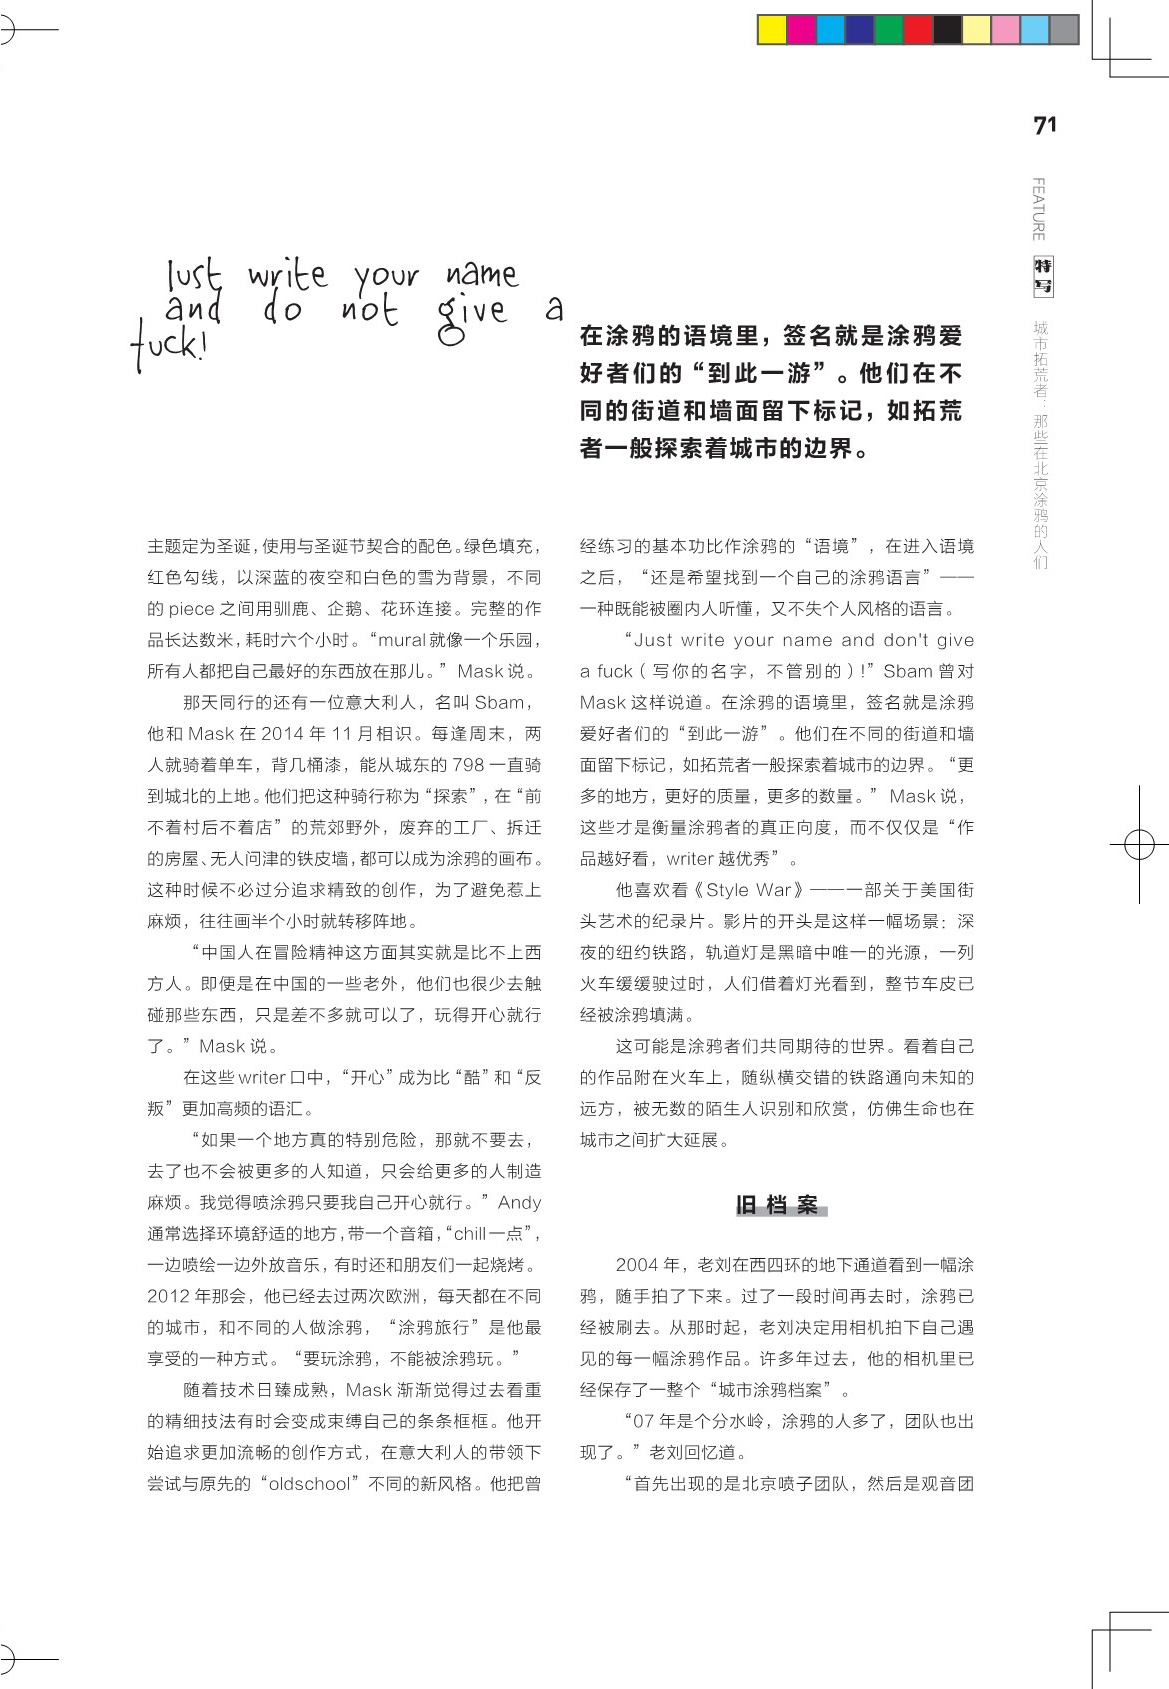 71
FEATURE
特写
城市拓荒者：那些在北京涂鸦的人们
Just write your name
and do not give a
fuck!
在涂鸦的语境里，签名就是涂鸦爱
好者们的“到此一游”。他们在不
同的街道和墙面留下标记，如拓荒
者一般探索着城市的边界。
主题定为圣诞，使用与圣诞节契合的配色。绿色填充，
红色勾线，以深蓝的夜空和白色的雪为背景，不同
的 piece 之间用驯鹿、企鹅、花环连接。完整的作
品长达数米，耗时六个小时。“mural 就像一个乐园，
所有人都把自己最好的东西放在那儿。” Mask 说。
那天同行的还有一位意大利人，名叫 Sbam，
他和 Mask 在 2014 年 11 月相识。每逢周末，两
人就骑着单车，背几桶漆，能从城东的 798 一直骑
到城北的上地。他们把这种骑行称为“探索”，在“前
不着村后不着店”的荒郊野外，废弃的工厂、拆迁
的房屋、无人问津的铁皮墙，都可以成为涂鸦的画布。
这种时候不必过分追求精致的创作，为了避免惹上
麻烦，往往画半个小时就转移阵地。
“中国人在冒险精神这方面其实就是比不上西
方人。即便是在中国的一些老外，他们也很少去触
碰那些东西，只是差不多就可以了，玩得开心就行
了。” Mask 说。
在这些 writer 口中，“开心”成为比“酷”和“反
叛”更加高频的语汇。
“如果一个地方真的特别危险，那就不要去，
去了也不会被更多的人知道，只会给更多的人制造
麻烦。我觉得喷涂鸦只要我自己开心就行。” Andy
通常选择环境舒适的地方，带一个音箱，“chill 一点”，
一边喷绘一边外放音乐，有时还和朋友们一起烧烤。
2012 年那会，他已经去过两次欧洲，每天都在不同
的城市，和不同的人做涂鸦，“涂鸦旅行”是他最
享受的一种方式。“要玩涂鸦，不能被涂鸦玩。”
随着技术日臻成熟，Mask 渐渐觉得过去看重
的精细技法有时会变成束缚自己的条条框框。他开
始追求更加流畅的创作方式，在意大利人的带领下
尝试与原先的“oldschool”不同的新风格。他把曾
经练习的基本功比作涂鸦的“语境”，在进入语境
之后，“还是希望找到一个自己的涂鸦语言”——
一种既能被圈内人听懂，又不失个人风格的语言。
“Just write your name and don't give
a fuck（写你的名字，不管别的）!” Sbam 曾对
Mask 这样说道。在涂鸦的语境里，签名就是涂鸦
爱好者们的“到此一游”。他们在不同的街道和墙
面留下标记，如拓荒者一般探索着城市的边界。“更
多的地方，更好的质量，更多的数量。” Mask 说，
这些才是衡量涂鸦者的真正向度，而不仅仅是“作
品越好看，writer 越优秀”。
他喜欢看《Style War》——一部关于美国街
头艺术的纪录片。影片的开头是这样一幅场景：深
夜的纽约铁路，轨道灯是黑暗中唯一的光源，一列
火车缓缓驶过时，人们借着灯光看到，整节车皮已
经被涂鸦填满。
这可能是涂鸦者们共同期待的世界。看着自己
的作品附在火车上，随纵横交错的铁路通向未知的
远方，被无数的陌生人识别和欣赏，仿佛生命也在
城市之间扩大延展。
旧档案
2004 年，老刘在西四环的地下通道看到一幅涂
鸦，随手拍了下来。过了一段时间再去时，涂鸦已
经被刷去。从那时起，老刘决定用相机拍下自己遇
见的每一幅涂鸦作品。许多年过去，他的相机里已
经保存了一整个“城市涂鸦档案”。
“07 年是个分水岭，涂鸦的人多了，团队也出
现了。”老刘回忆道。
“首先出现的是北京喷子团队，然后是观音团